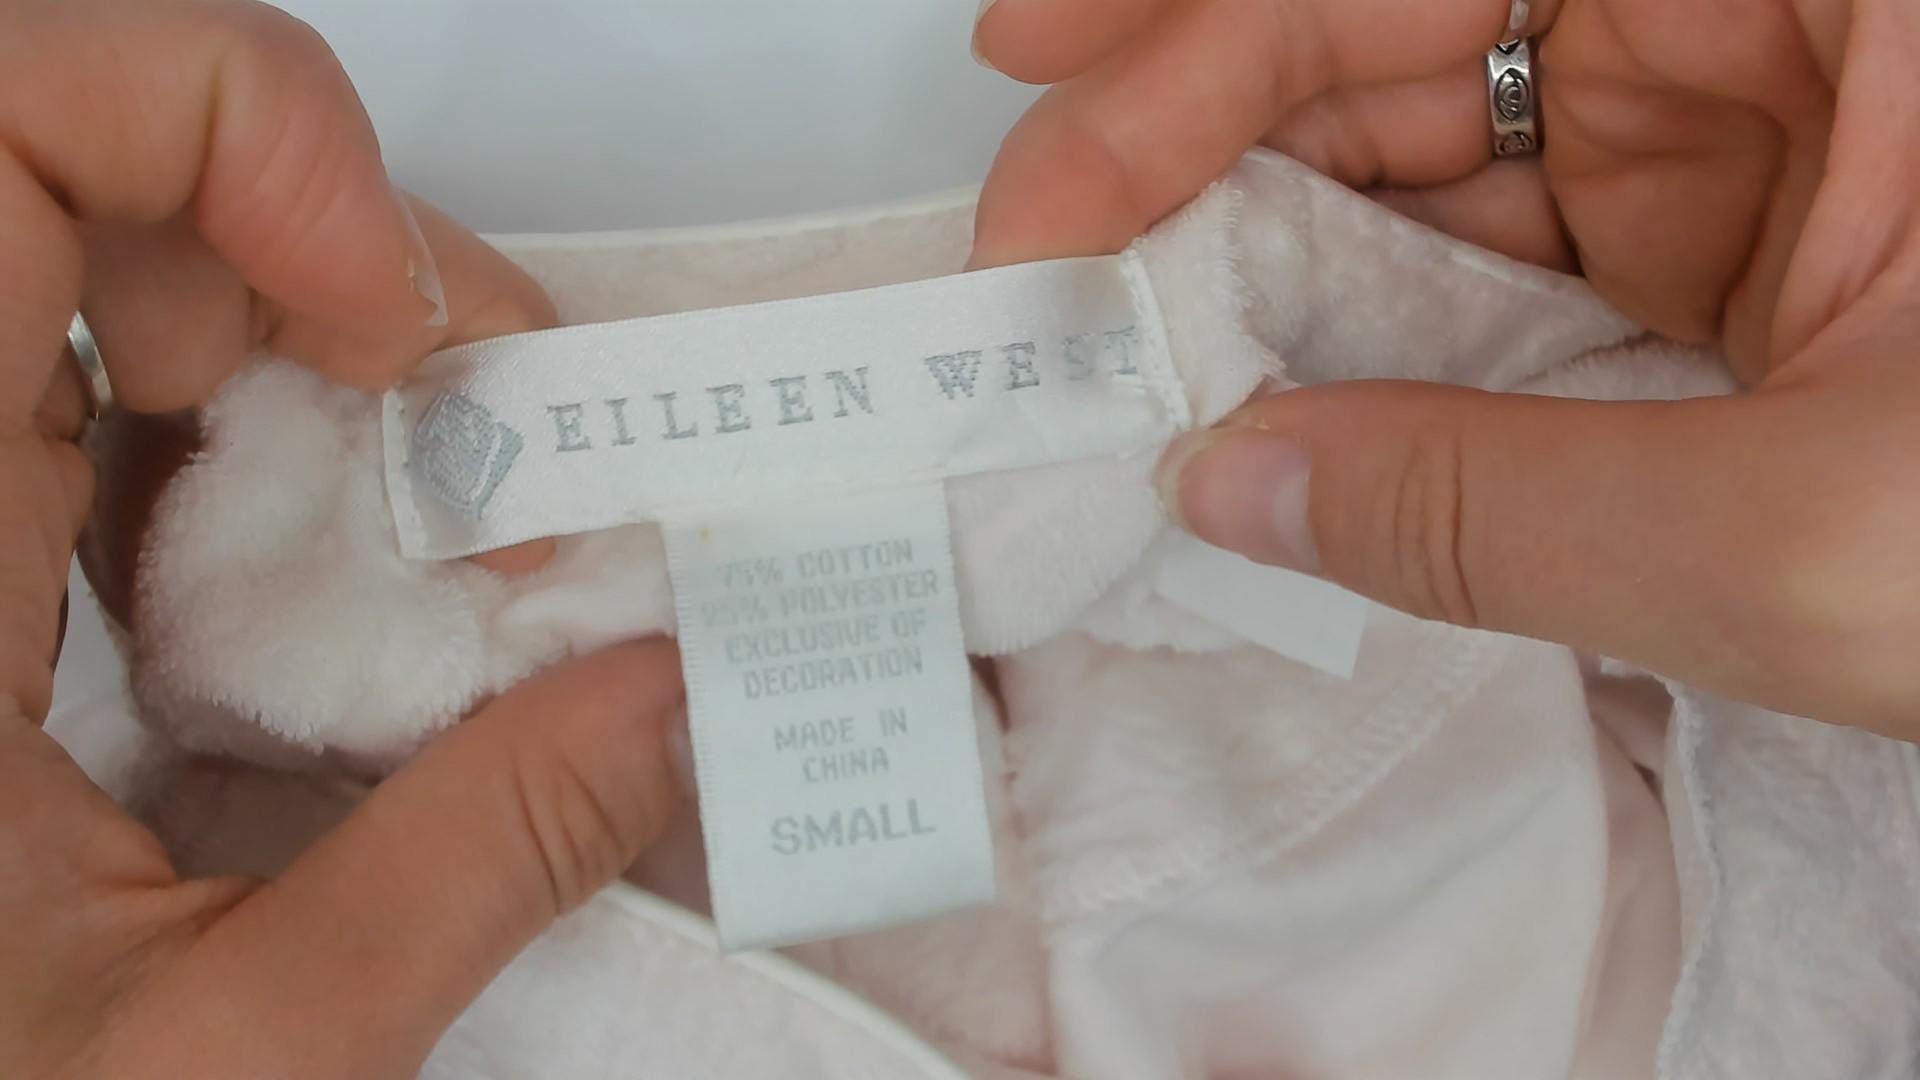 EILEEN WEST
75% COTTON
25% POLYESTER
EXCLUSIVE OF
DECORATION
MADE IN
CHINA
SMALL